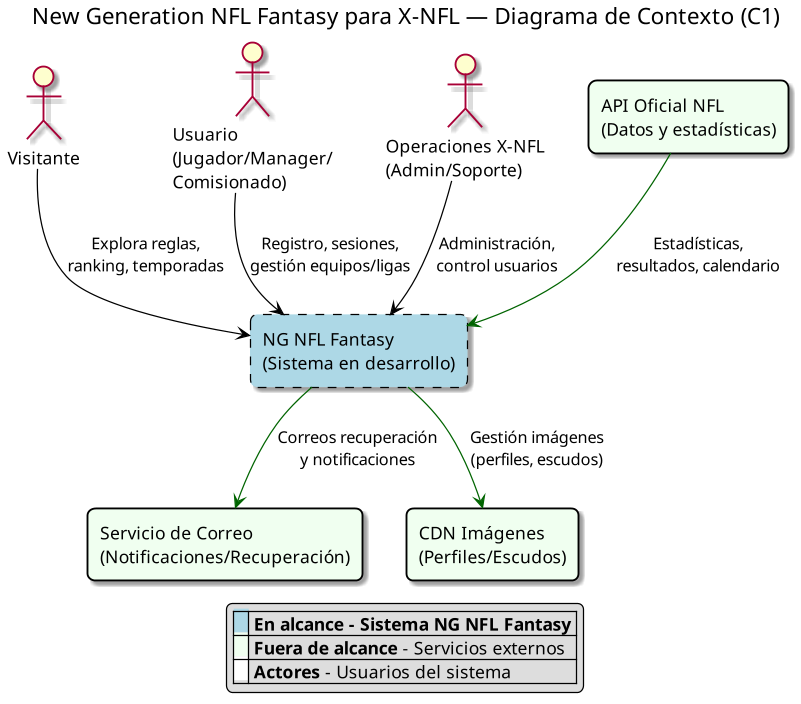 New Generation NFL Fantasy para X-NFL — Diagrama de Contexto (C1)
Visitante
Usuario
(Jugador/Manager/
Comisionado)
Operaciones X-NFL
(Admin/Soporte)
API Oficial NFL
(Datos y estadísticas)
Explora reglas,
ranking, temporadas
Registro, sesiones,
gestión equipos/ligas
Administración,
control usuarios
Estadísticas,
resultados, calendario
NG NFL Fantasy
(Sistema en desarrollo)
Correos recuperación
y notificaciones
Gestión imágenes
(perfiles, escudos)
Servicio de Correo
(Notificaciones/Recuperación)
CDN Imágenes
(Perfiles/Escudos)
En alcance - Sistema NG NFL Fantasy
Fuera de alcance - Servicios externos
Actores - Usuarios del sistema